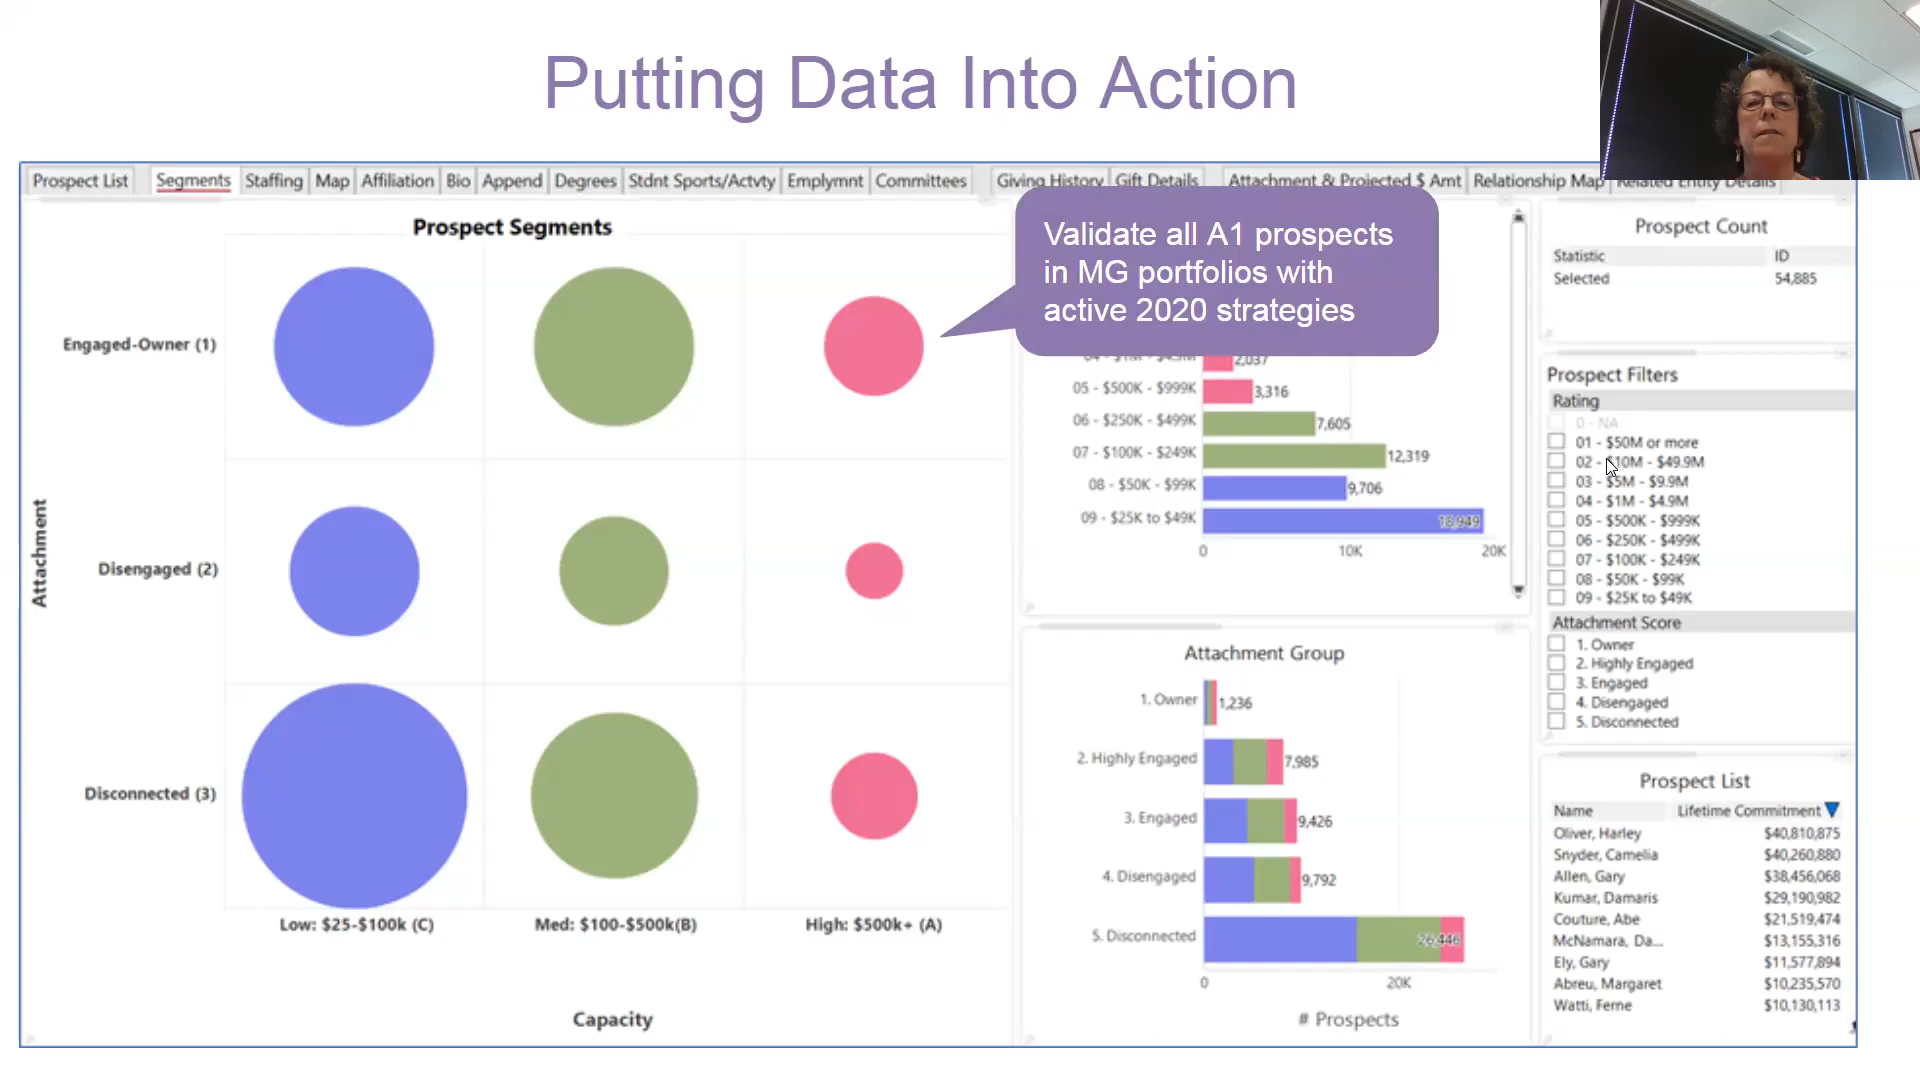 Putting Data Into Action
Prospect List
Segments
Staffing
Map
Affiliation
Bio
Append
Degrees
Stdnt Sports/Actvty
Emplymnt
Committees
Giving History
Gift Details
Attachment & Projected $ Amt
Relationship Map
Related Entity Details
Prospect Segments
Attachment
Engaged-Owner (1)
Disengaged (2)
Disconnected (3)
Low: $25-$100k (C)
Med: $100-$500k(B)
High: $500k+ (A)
Capacity
Validate all A1 prospects
in MG portfolios with
active 2020 strategies
04 - $1M - $4.9M 2,037
05 - $500K - $999K 3,316
06 - $250K - $499K 7,605
07 - $100K - $249K 12,319
08 - $50K - $99K 9,706
09 - $25K to $49K 18,949
0 10K 20K
Attachment Group
1. Owner 1,236
2. Highly Engaged 7,985
3. Engaged 9,426
4. Disengaged 9,792
5. Disconnected 26,446
0 20K
# Prospects
Prospect Count
Statistic ID
Selected 54,885
Prospect Filters
Rating
0 - NA
01 - $50M or more
02 - $10M - $49.9M
03 - $5M - $9.9M
04 - $1M - $4.9M
05 - $500K - $999K
06 - $250K - $499K
07 - $100K - $249K
08 - $50K - $99K
09 - $25K to $49K
Attachment Score
1. Owner
2. Highly Engaged
3. Engaged
4. Disengaged
5. Disconnected
Prospect List
Name Lifetime Commitment
Oliver, Harley $40,810,875
Snyder, Camelia $40,260,880
Allen, Gary $38,456,068
Kumar, Damaris $29,190,982
Couture, Abe $21,519,474
McNamara, Da... $13,155,316
Ely, Gary $11,577,894
Abreu, Margaret $10,235,570
Watti, Ferne $10,130,113